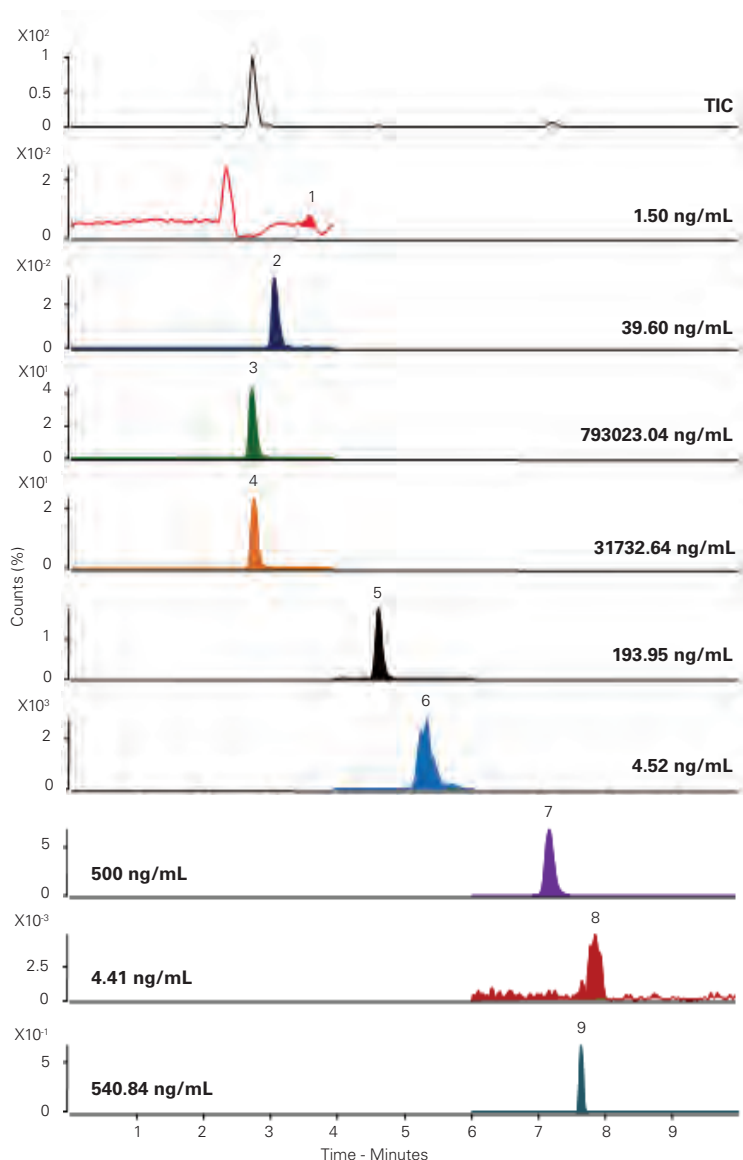 X10²
1
0.5
0
TIC
X10⁻²
2
0
1
1.50 ng/mL
X10⁻²
2
0
2
39.60 ng/mL
X10¹
4
2
0
3
793023.04 ng/mL
X10¹
2
0
4
31732.64 ng/mL
Counts (%)
1
0
5
193.95 ng/mL
X10³
2
0
6
4.52 ng/mL
5
0
7
500 ng/mL
X10⁻³
2.5
0
8
4.41 ng/mL
X10⁻¹
5
0
9
540.84 ng/mL
1 2 3 4 5 6 7 8 9
Time - Minutes